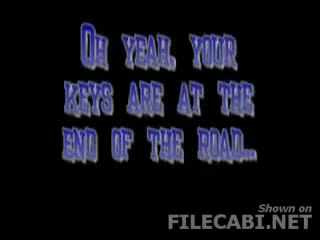 Oh yeah, your
keys are at the
end of the road...
Shown on
FILECABI.NET